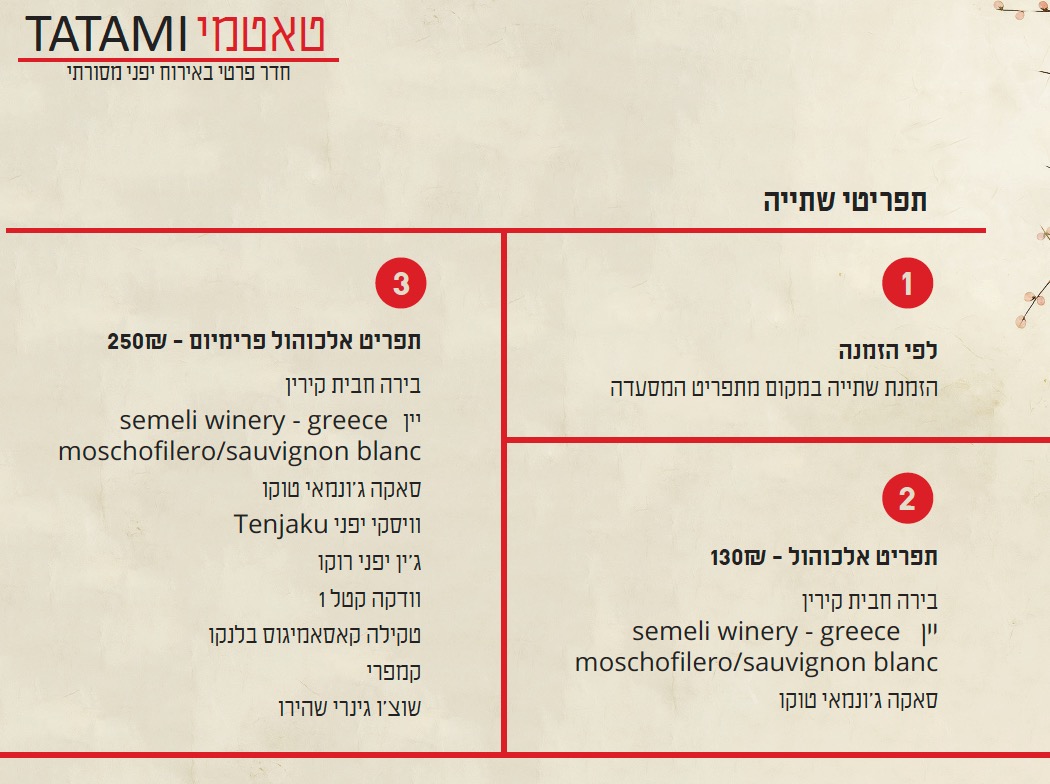 TATAMI טאטמי
חדר פרטי באירוח יפני מסורתי
תפריטי שתייה
1
לפי הזמנה
הזמנת שתייה במקום מתפריט המסעדה
2
תפריט אלכוהול - 130₪
בירה חבית קירין
יין semeli winery - greece
moschofilero/sauvignon blanc
סאקה ג'ונמאי טוקו
3
תפריט אלכוהול פרימיום - 250₪
בירה חבית קירין
יין semeli winery - greece
moschofilero/sauvignon blanc
סאקה ג'ונמאי טוקו
וויסקי יפני Tenjaku
ג'ין יפני רוקו
וודקה קטל 1
טקילה קאסאמיגוס בלנקו
קמפרי
שוצ'ו גינרי שהירו